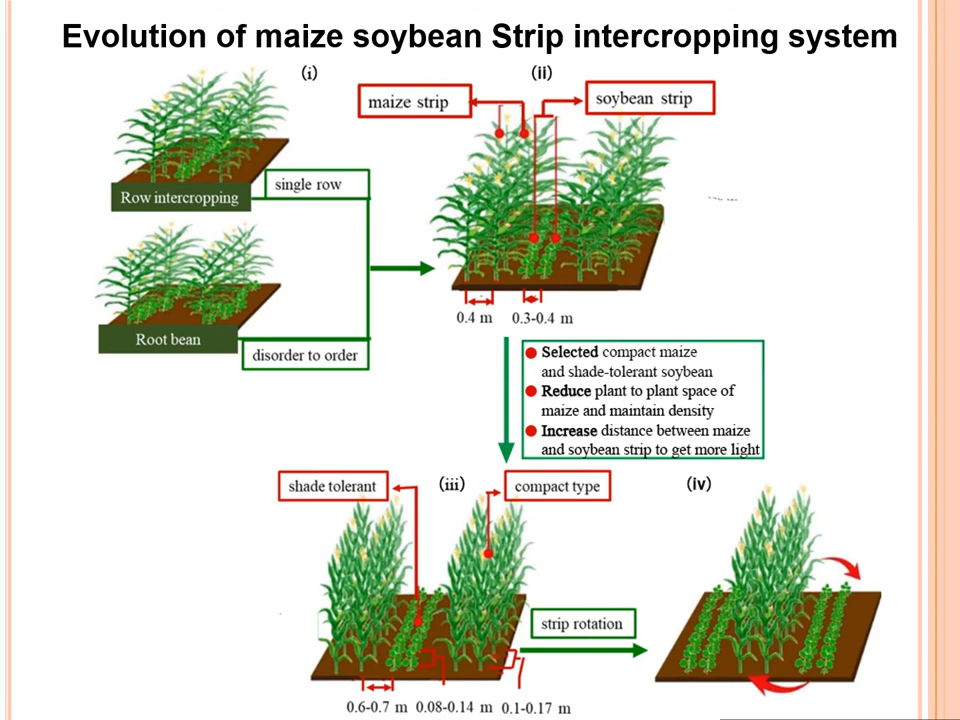 Evolution of maize soybean Strip intercropping system
(i)
(ii)
maize strip
soybean strip
Row intercropping
single row
Root bean
disorder to order
0.4 m
0.3-0.4 m
Selected compact maize
and shade-tolerant soybean
Reduce plant to plant space of
maize and maintain density
Increase distance between maize
and soybean strip to get more light
shade tolerant
(iii)
compact type
(iv)
strip rotation
0.6-0.7 m
0.08-0.14 m
0.1-0.17 m